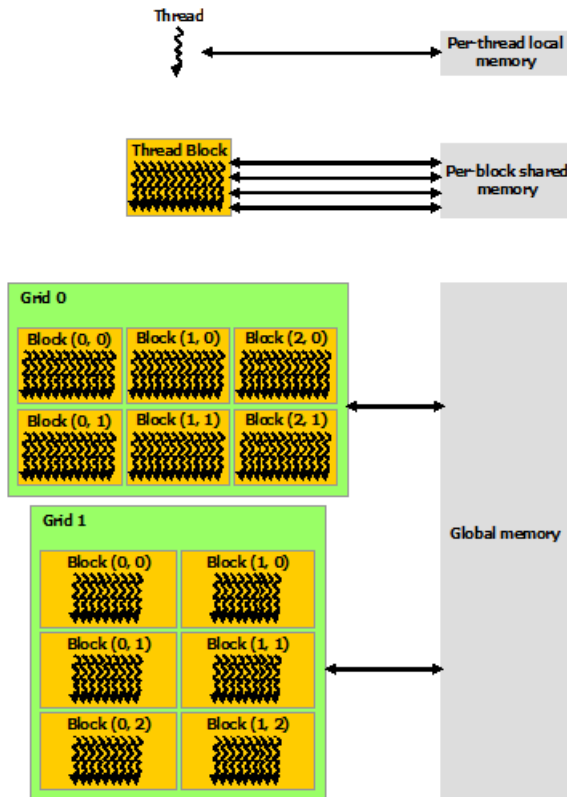 Thread
Per-thread local
memory
Thread Block
Per-block shared
memory
Grid 0
Block (0, 0) Block (1, 0) Block (2, 0)
Block (0, 1) Block (1, 1) Block (2, 1)
Global memory
Grid 1
Block (0, 0) Block (1, 0)
Block (0, 1) Block (1, 1)
Block (0, 2) Block (1, 2)